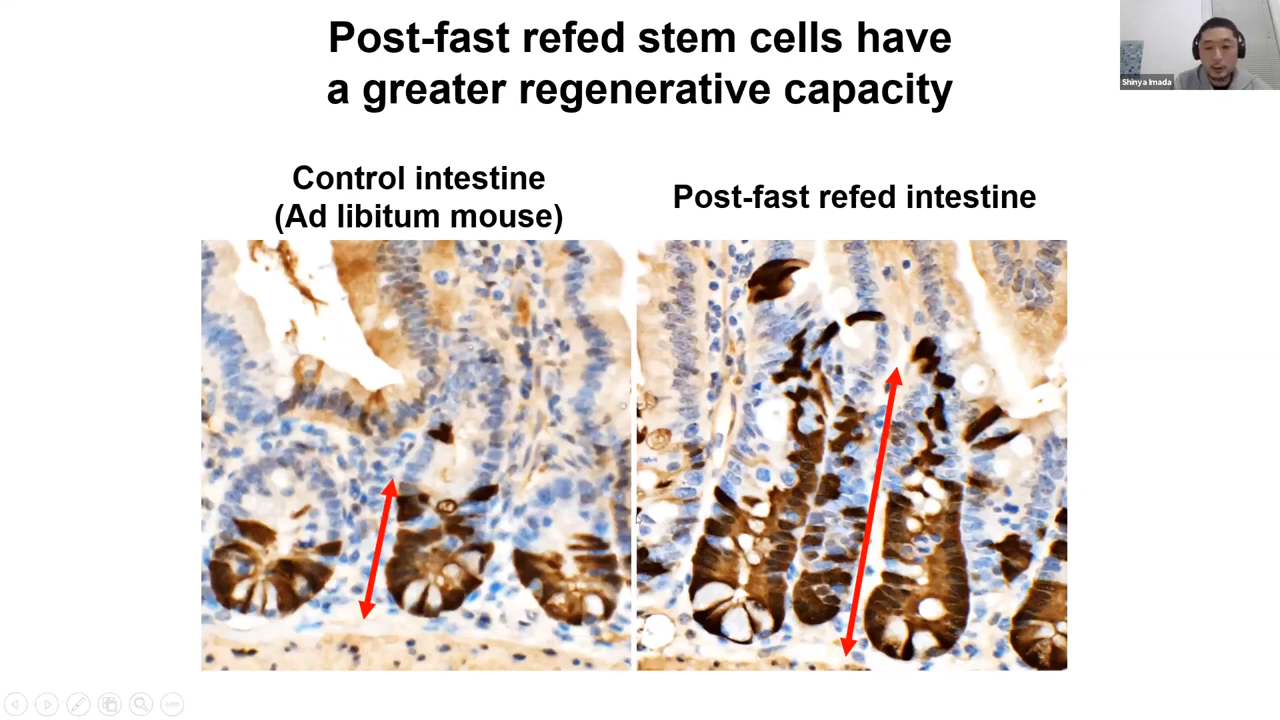 Post-fast refed stem cells have
a greater regenerative capacity
Shinya Imada
Control intestine
(Ad libitum mouse)
Post-fast refed intestine